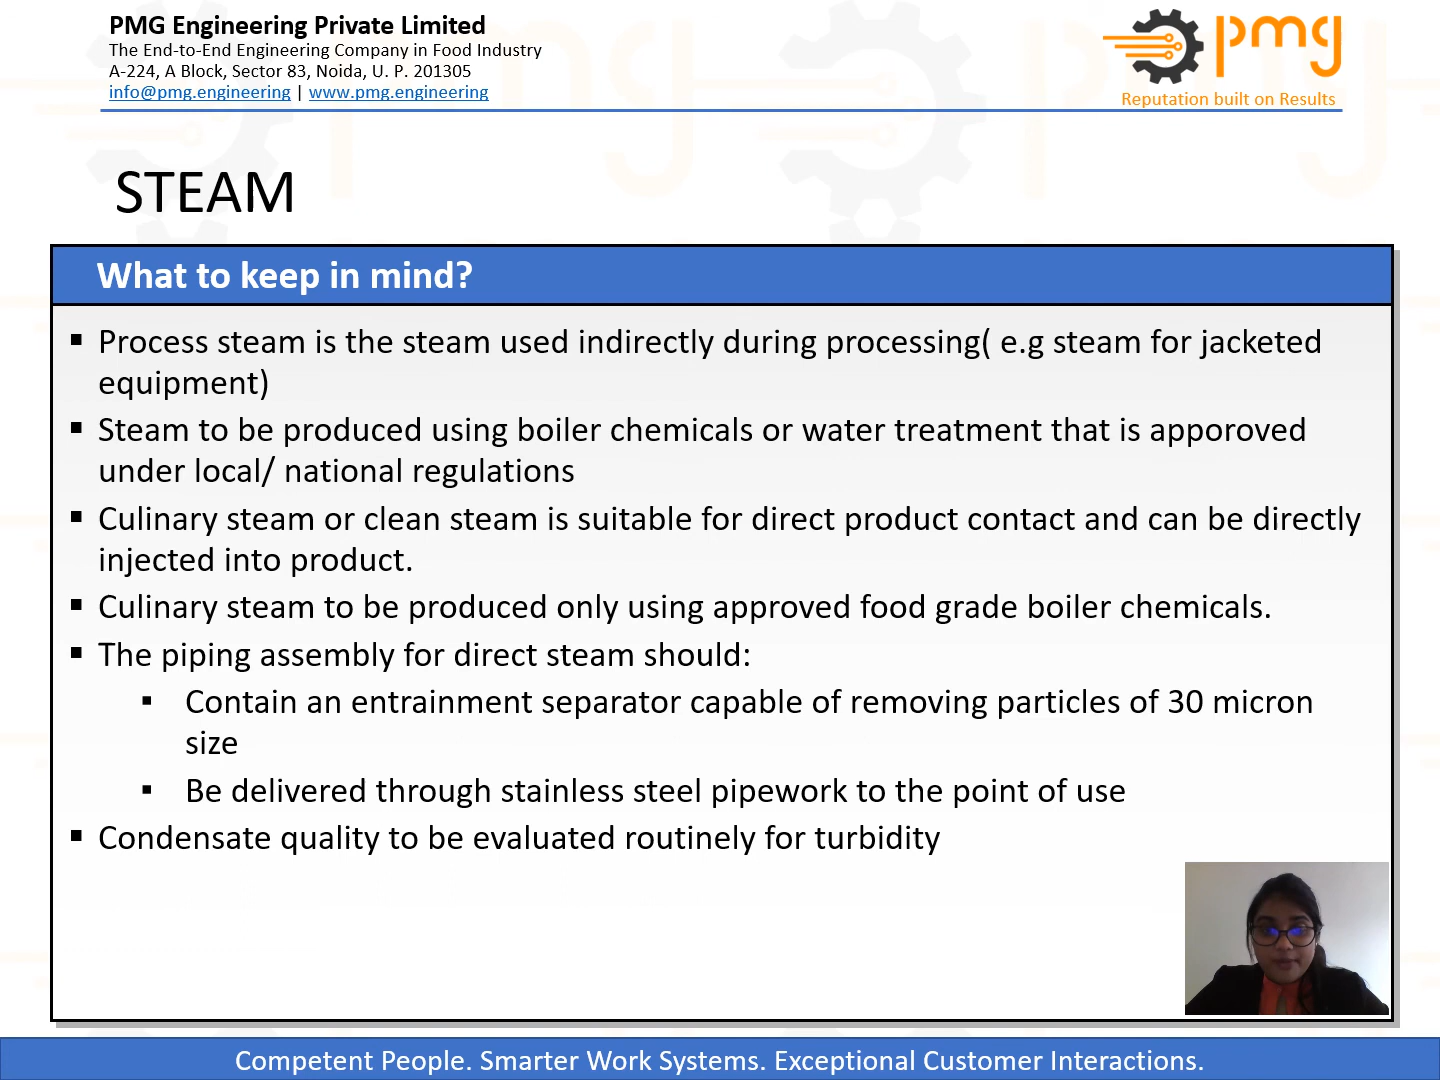 PMG Engineering Private Limited
The End-to-End Engineering Company in Food Industry
A-224, A Block, Sector 83, Noida, U. P. 201305
info@pmg.engineering | www.pmg.engineering
pmg
Reputation built on Results
STEAM
What to keep in mind?
▪ Process steam is the steam used indirectly during processing( e.g steam for jacketed
equipment)
▪ Steam to be produced using boiler chemicals or water treatment that is apporoved
under local/ national regulations
▪ Culinary steam or clean steam is suitable for direct product contact and can be directly
injected into product.
▪ Culinary steam to be produced only using approved food grade boiler chemicals.
▪ The piping assembly for direct steam should:
▪ Contain an entrainment separator capable of removing particles of 30 micron
size
▪ Be delivered through stainless steel pipework to the point of use
▪ Condensate quality to be evaluated routinely for turbidity
Competent People. Smarter Work Systems. Exceptional Customer Interactions.